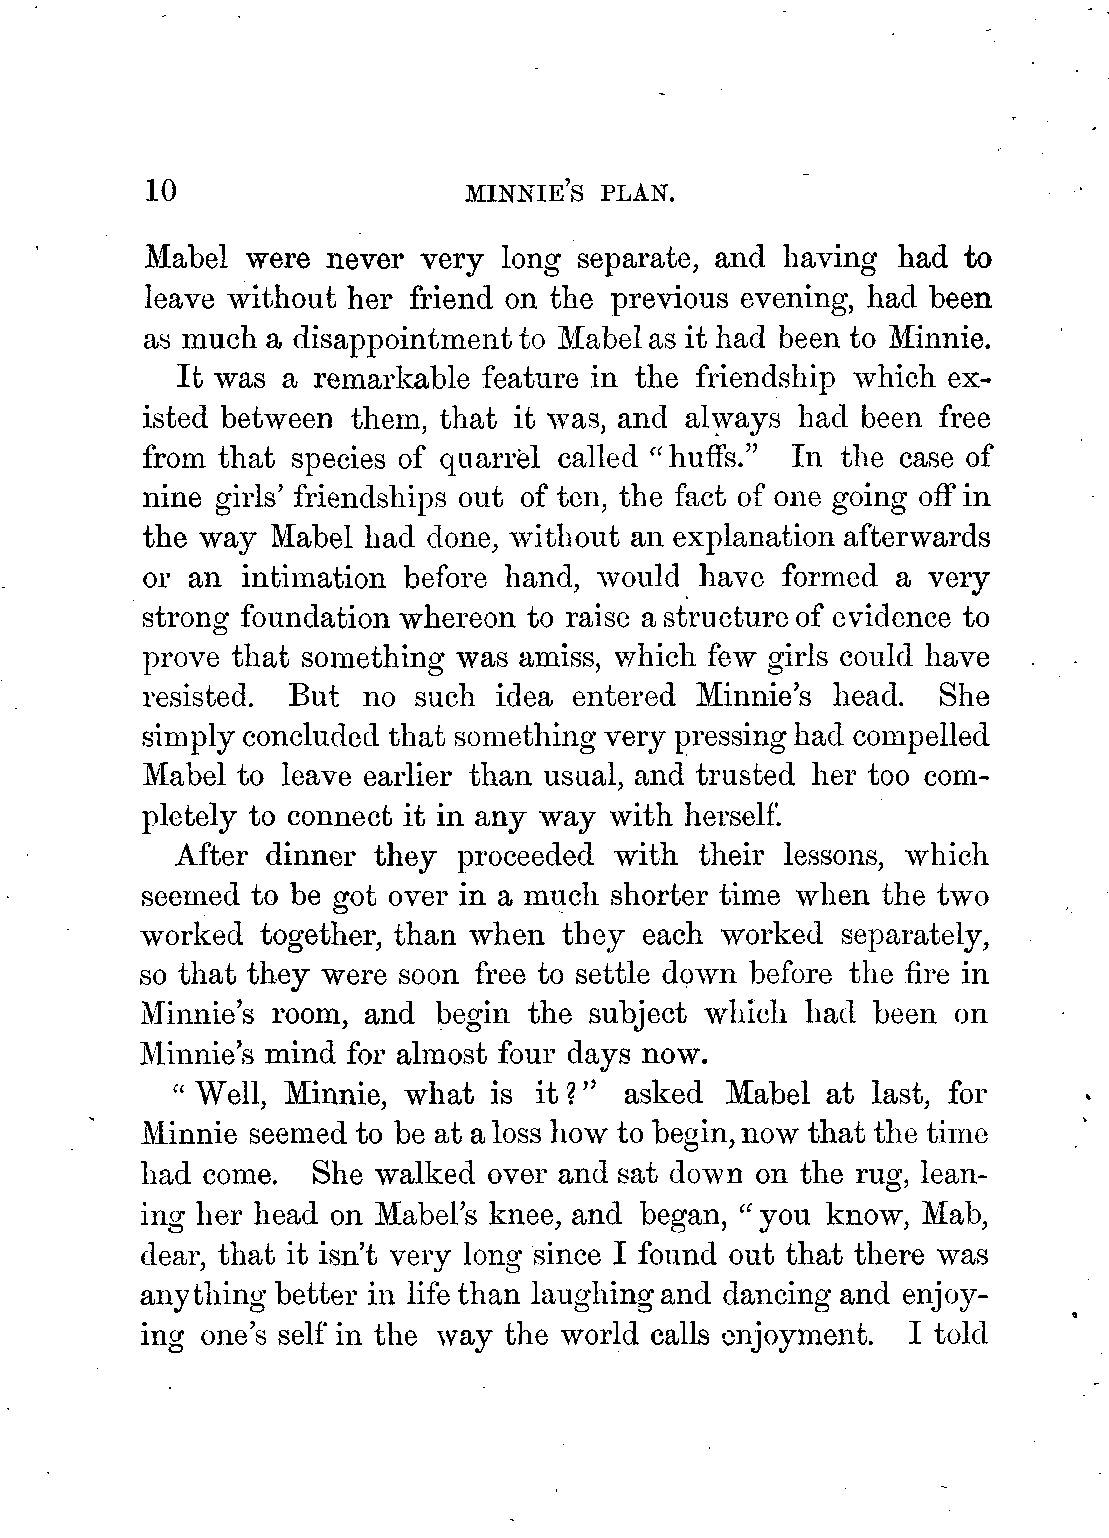 10 MINNIE'S PLAN.
Mabel were never very long separate, and having had to
leave without her friend on the previous evening, had been
as much a disappointment to Mabel as it had been to Minnie.
It was a remarkable feature in the friendship which ex-
isted between them, that it was, and always had been free
from that species of quarrel called "huffs." In the case of
nine girls' friendships out of ten, the fact of one going off in
the way Mabel had done, without an explanation afterwards
or an intimation before hand, would have formed a very
strong foundation whereon to raise a structure of evidence to
prove that something was amiss, which few girls could have
resisted. But no such idea entered Minnie's head. She
simply concluded that something very pressing had compelled
Mabel to leave earlier than usual, and trusted her too com-
pletely to connect it in any way with herself.
After dinner they proceeded with their lessons, which
seemed to be got over in a much shorter time when the two
worked together, than when they each worked separately,
so that they were soon free to settle down before the fire in
Minnie's room, and begin the subject which had been on
Minnie's mind for almost four days now.
"Well, Minnie, what is it?" asked Mabel at last, for
Minnie seemed to be at a loss how to begin, now that the time
had come. She walked over and sat down on the rug, lean-
ing her head on Mabel's knee, and began, "you know, Mab,
dear, that it isn't very long since I found out that there was
anything better in life than laughing and dancing and enjoy-
ing one's self in the way the world calls enjoyment. I told